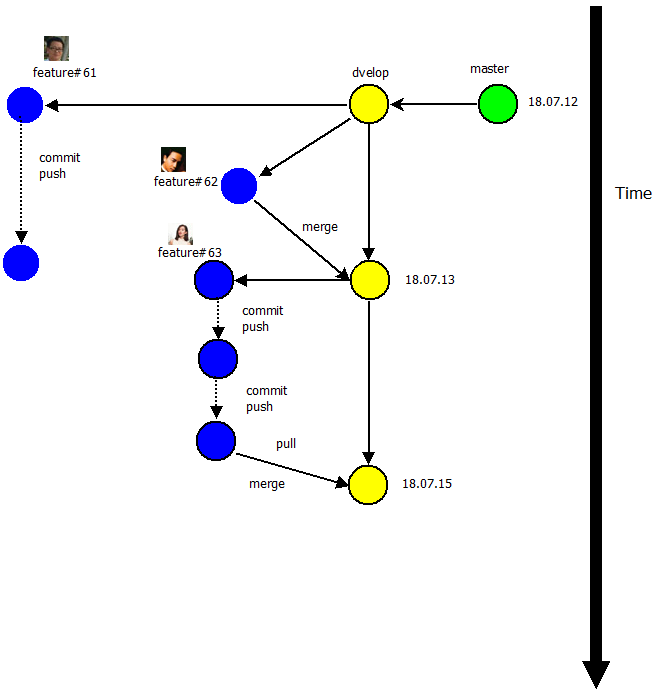 feature#61
dvelop
master
18.07.12
commit
push
feature#62
Time
merge
feature#63
18.07.13
commit
push
commit
push
pull
merge
18.07.15